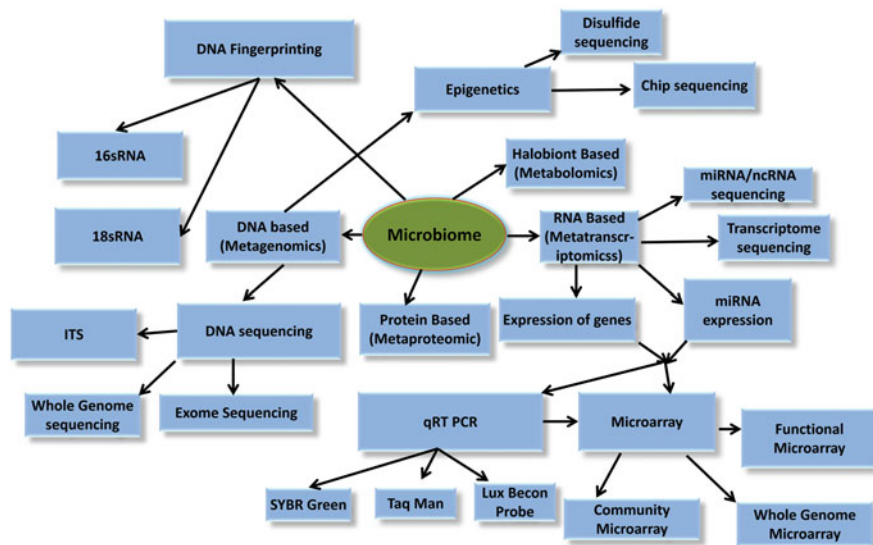 DNA Fingerprinting
Disulfide
sequencing
Epigenetics
Chip sequencing
16sRNA
Halobiont Based
(Metabolomics)
miRNA/ncRNA
sequencing
18sRNA
DNA based
(Metagenomics)
Microbiome
RNA Based
(Metatranscr-
iptomicss)
Transcriptome
sequencing
ITS
DNA sequencing
Protein Based
(Metaproteomic)
Expression of genes
miRNA
expression
Whole Genome
sequencing
Exome Sequencing
qRT PCR
Microarray
Functional
Microarray
SYBR Green
Taq Man
Lux Becon
Probe
Community
Microarray
Whole Genome
Microarray